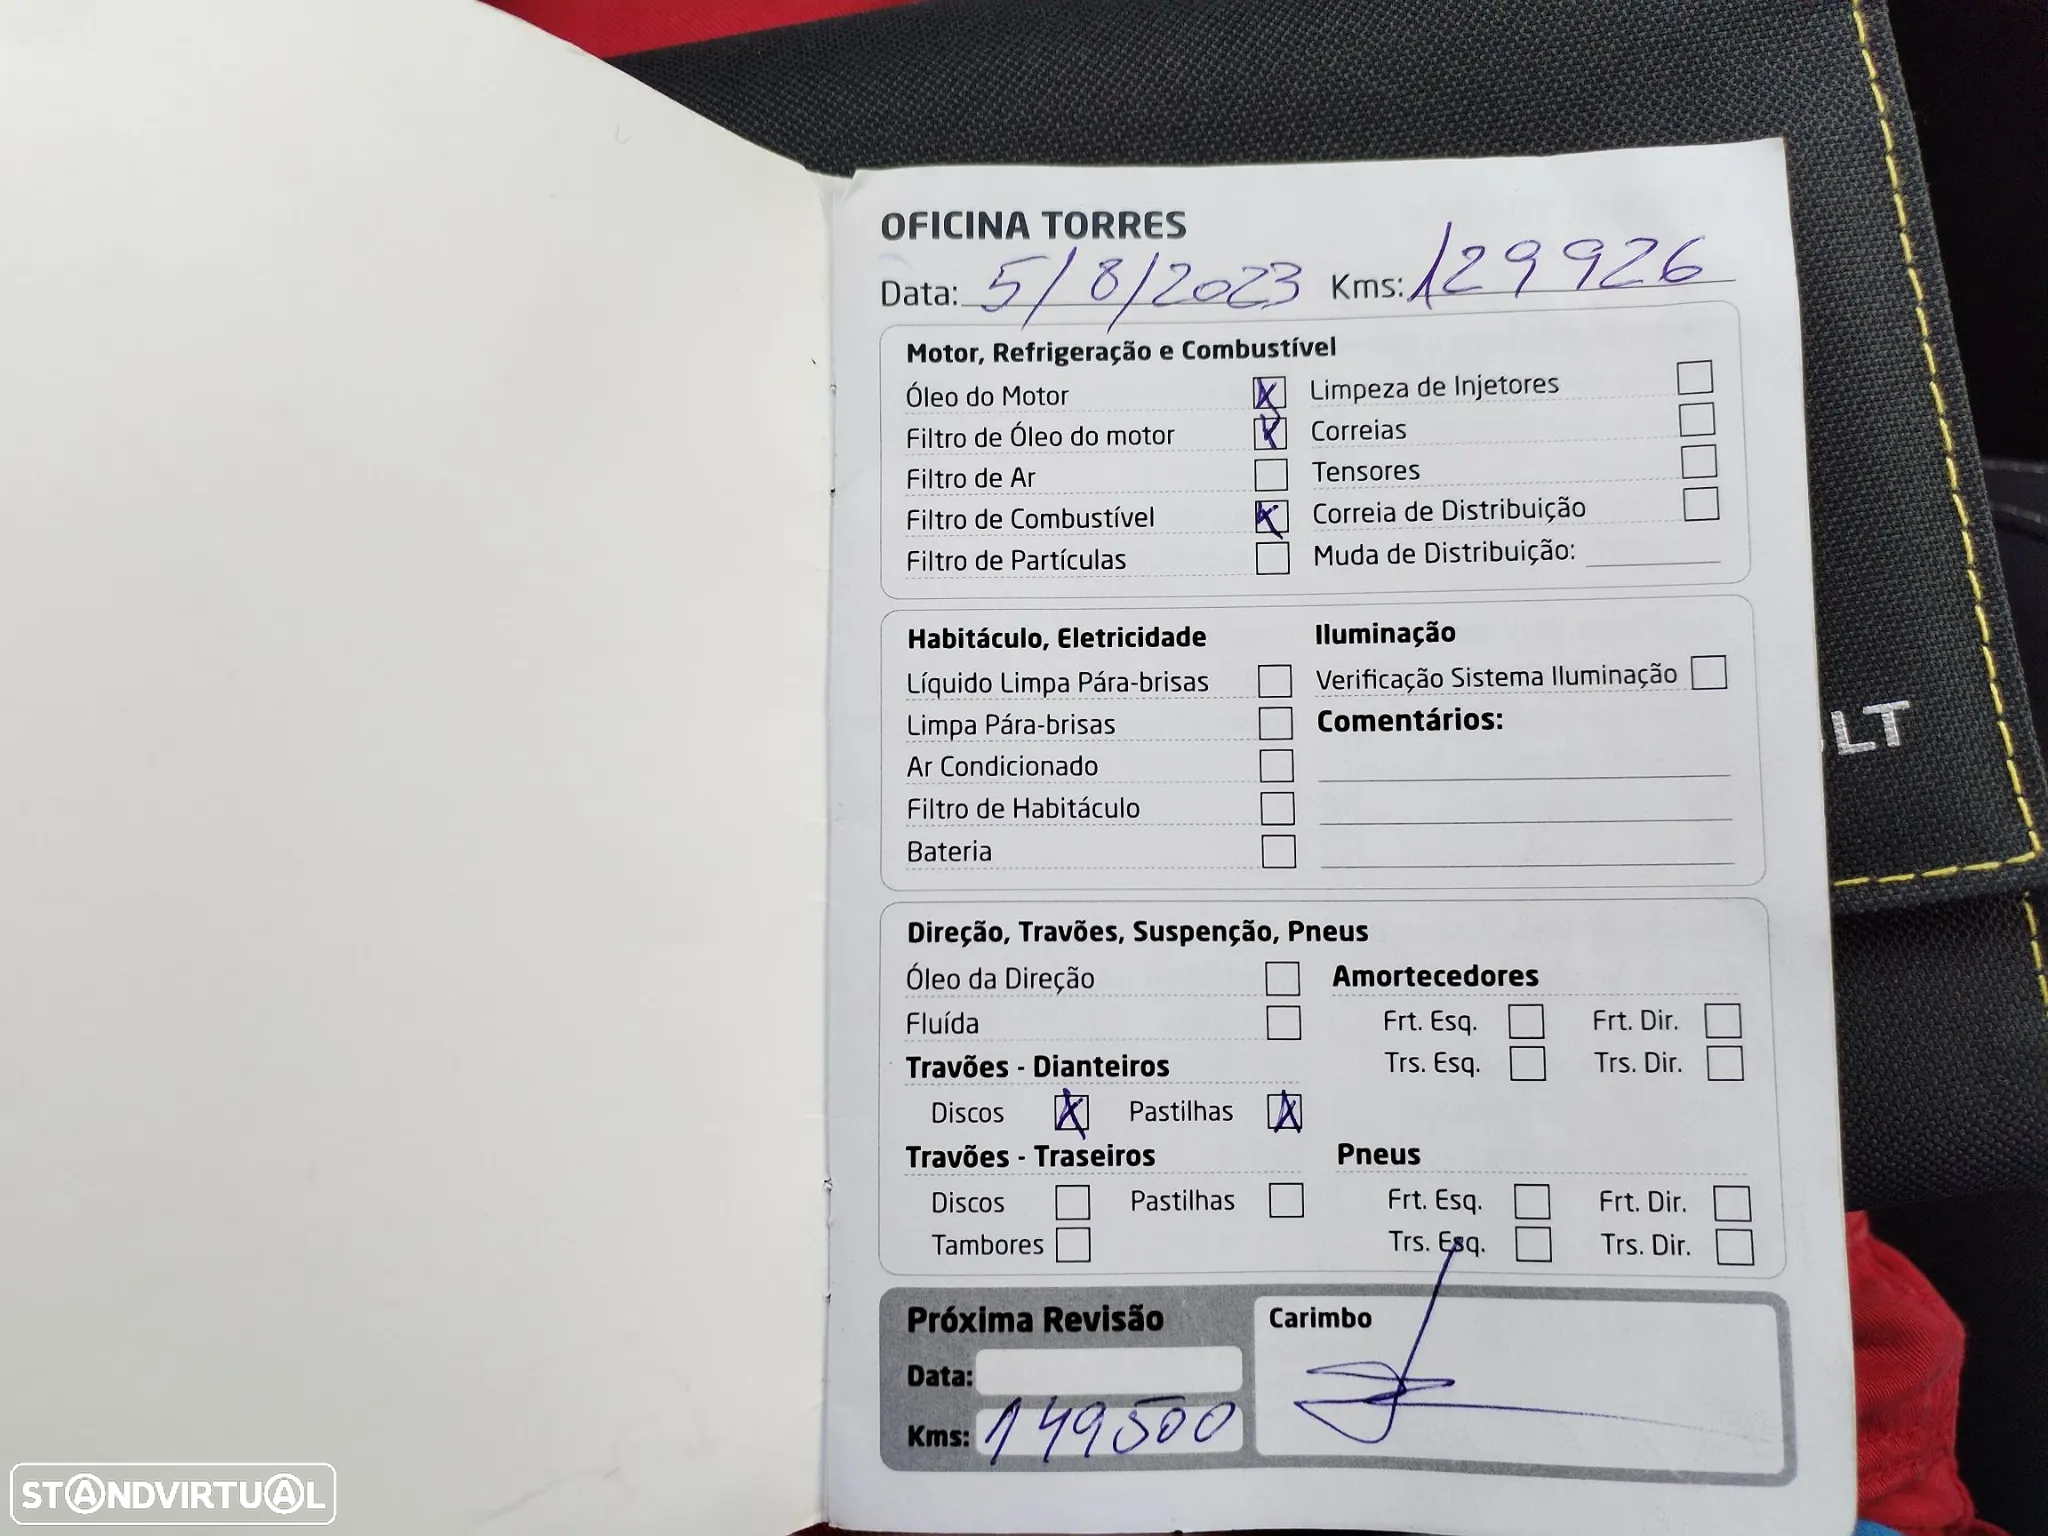 OFICINA TORRES
Data: 5/8/2023 Kms: 129926
Motor, Refrigeração e Combustível
Óleo do Motor X Limpeza de Injetores
Filtro de Óleo do motor X Correias
Filtro de Ar Tensores
Filtro de Combustível X Correia de Distribuição
Filtro de Partículas Muda de Distribuição:
Habitáculo, Eletricidade Iluminação
Líquido Limpa Pára-brisas Verificação Sistema Iluminação
Limpa Pára-brisas Comentários:
Ar Condicionado
Filtro de Habitáculo
Bateria
LT
Direção, Travões, Suspenção, Pneus
Óleo da Direção Amortecedores
Fluída Frt. Esq. Frt. Dir.
Travões - Dianteiros Trs. Esq. Trs. Dir.
Discos X Pastilhas X
Travões - Traseiros Pneus
Discos Pastilhas Frt. Esq. Frt. Dir.
Tambores Trs. Esq. Trs. Dir.
Próxima Revisão Carimbo
Data:
Kms: 149500
STANDVIRTUAL